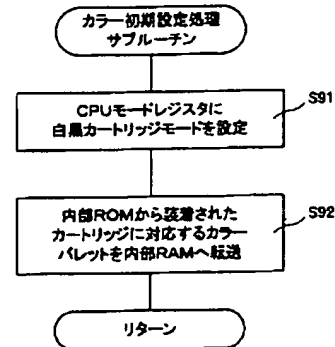 カラー初期設定処理
サブルーチン
CPUモードレジスタに
白黒カートリッジモードを設定
S91
内部ROMから装着された
カートリッジに対応するカラー
パレットを内部RAMへ転送
S92
リターン